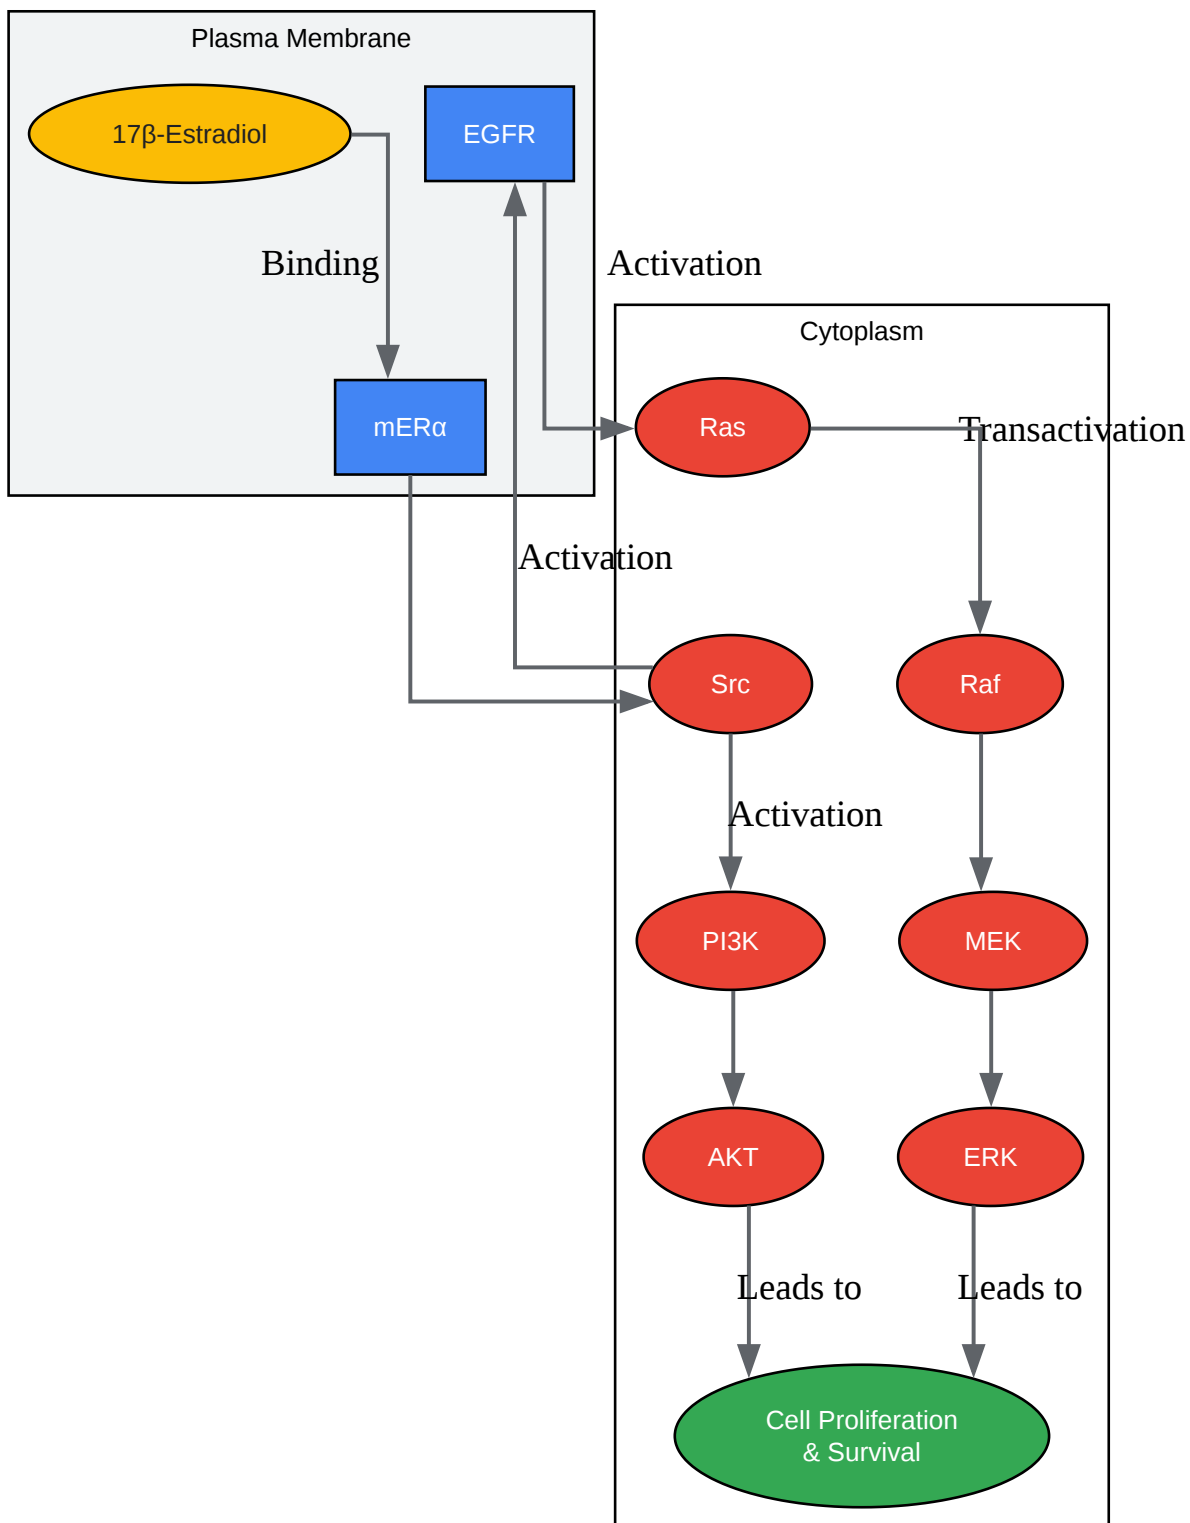 Plasma Membrane
17β-Estradiol
EGFR
Binding
Activation
Cytoplasm
mERα
Ras
Transactivation
Activation
Src
Raf
Activation
PI3K
MEK
AKT
ERK
Leads to
Leads to
Cell Proliferation
& Survival